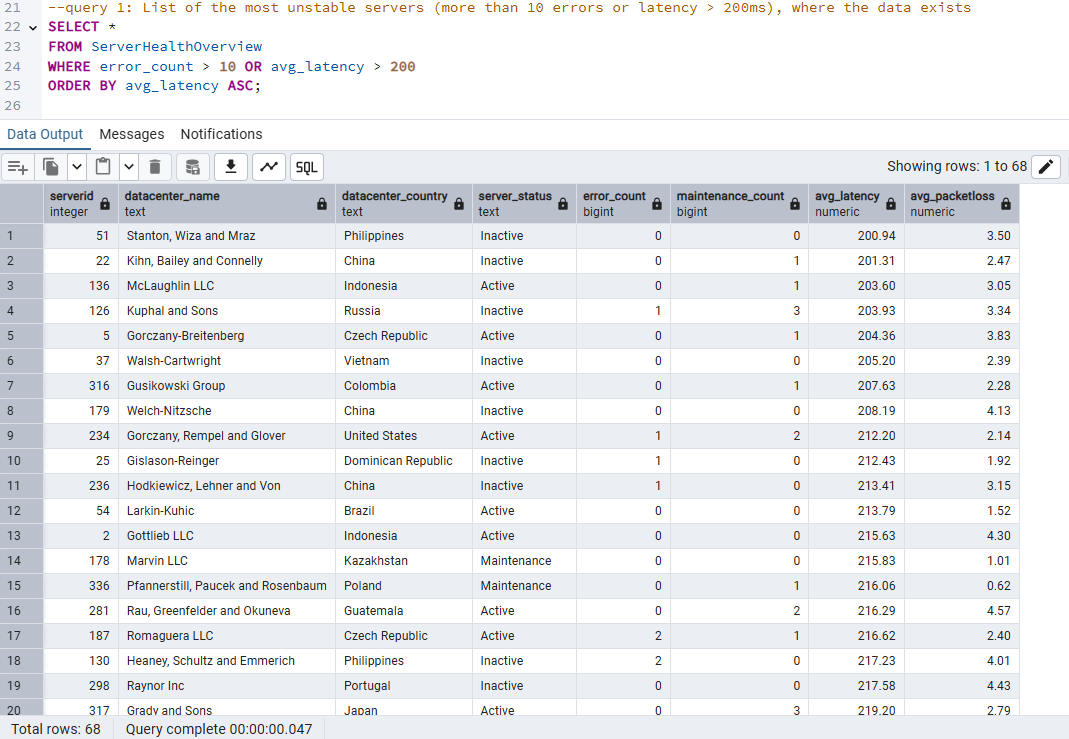 21 --query 1: List of the most unstable servers (more than 10 errors or latency > 200ms), where the data exists
22 SELECT *
23 FROM ServerHealthOverview
24 WHERE error_count > 10 OR avg_latency > 200
25 ORDER BY avg_latency ASC;
26
Data Output Messages Notifications
SQL Showing rows: 1 to 68
serverid datacenter_name datacenter_country server_status error_count maintenance_count avg_latency avg_packetloss
integer text text text bigint bigint numeric numeric
1 51 Stanton, Wiza and Mraz Philippines Inactive 0 0 200.94 3.50
2 22 Kihn, Bailey and Connelly China Inactive 0 1 201.31 2.47
3 136 McLaughlin LLC Indonesia Active 0 1 203.60 3.05
4 126 Kuphal and Sons Russia Inactive 1 3 203.93 3.34
5 5 Gorczany-Breitenberg Czech Republic Active 0 1 204.36 3.83
6 37 Walsh-Cartwright Vietnam Inactive 0 0 205.20 2.39
7 316 Gusikowski Group Colombia Active 0 1 207.63 2.28
8 179 Welch-Nitzsche China Inactive 0 0 208.19 4.13
9 234 Gorczany, Rempel and Glover United States Active 1 2 212.20 2.14
10 25 Gislason-Reinger Dominican Republic Inactive 1 0 212.43 1.92
11 236 Hodkiewicz, Lehner and Von China Inactive 1 0 213.41 3.15
12 54 Larkin-Kuhic Brazil Active 0 0 213.79 1.52
13 2 Gottlieb LLC Indonesia Active 0 0 215.63 4.30
14 178 Marvin LLC Kazakhstan Maintenance 0 0 215.83 1.01
15 336 Pfannerstill, Paucek and Rosenbaum Poland Maintenance 0 1 216.06 0.62
16 281 Rau, Greenfelder and Okuneva Guatemala Active 0 2 216.29 4.57
17 187 Romaguera LLC Czech Republic Active 2 1 216.62 2.40
18 130 Heaney, Schultz and Emmerich Philippines Inactive 2 0 217.23 4.01
19 298 Raynor Inc Portugal Inactive 0 0 217.58 4.43
20 317 Grady and Sons Japan Active 0 3 219.20 2.79
Total rows: 68 Query complete 00:00:00.047